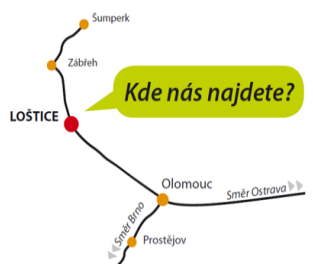 Šumperk
Zábřeh
Kde nás najdete?
LOŠTICE
Olomouc
Směr Ostrava
Směr Brno
Prostějov